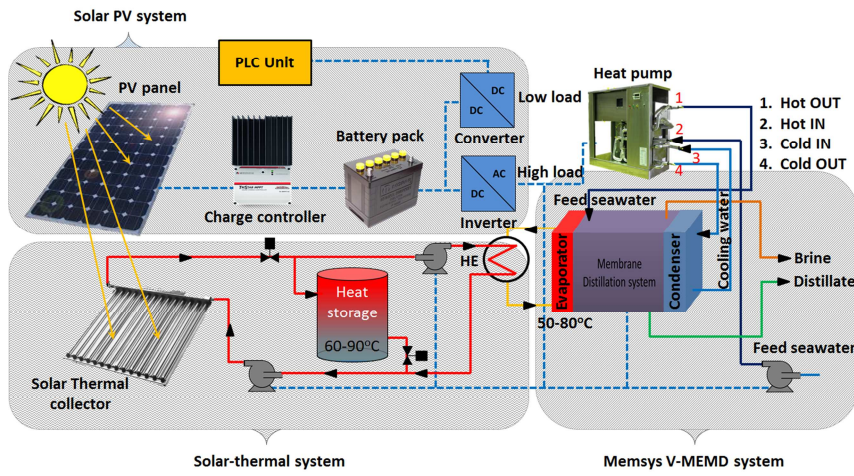 Solar PV system
PV panel
PLC Unit
DC
DC
Low load
Converter
Heat pump
1
2
3
4
1. Hot OUT
2. Hot IN
3. Cold IN
4. Cold OUT
Charge controller
Battery pack
AC
DC
High load
Inverter
Feed seawater
HE
Evaporator
Membrane
Distillation system
Condenser
Cooling water
Brine
Distillate
50-80°C
Heat
storage
60-90°C
Solar Thermal
collector
Feed seawater
Solar-thermal system
Memsys V-MEMD system